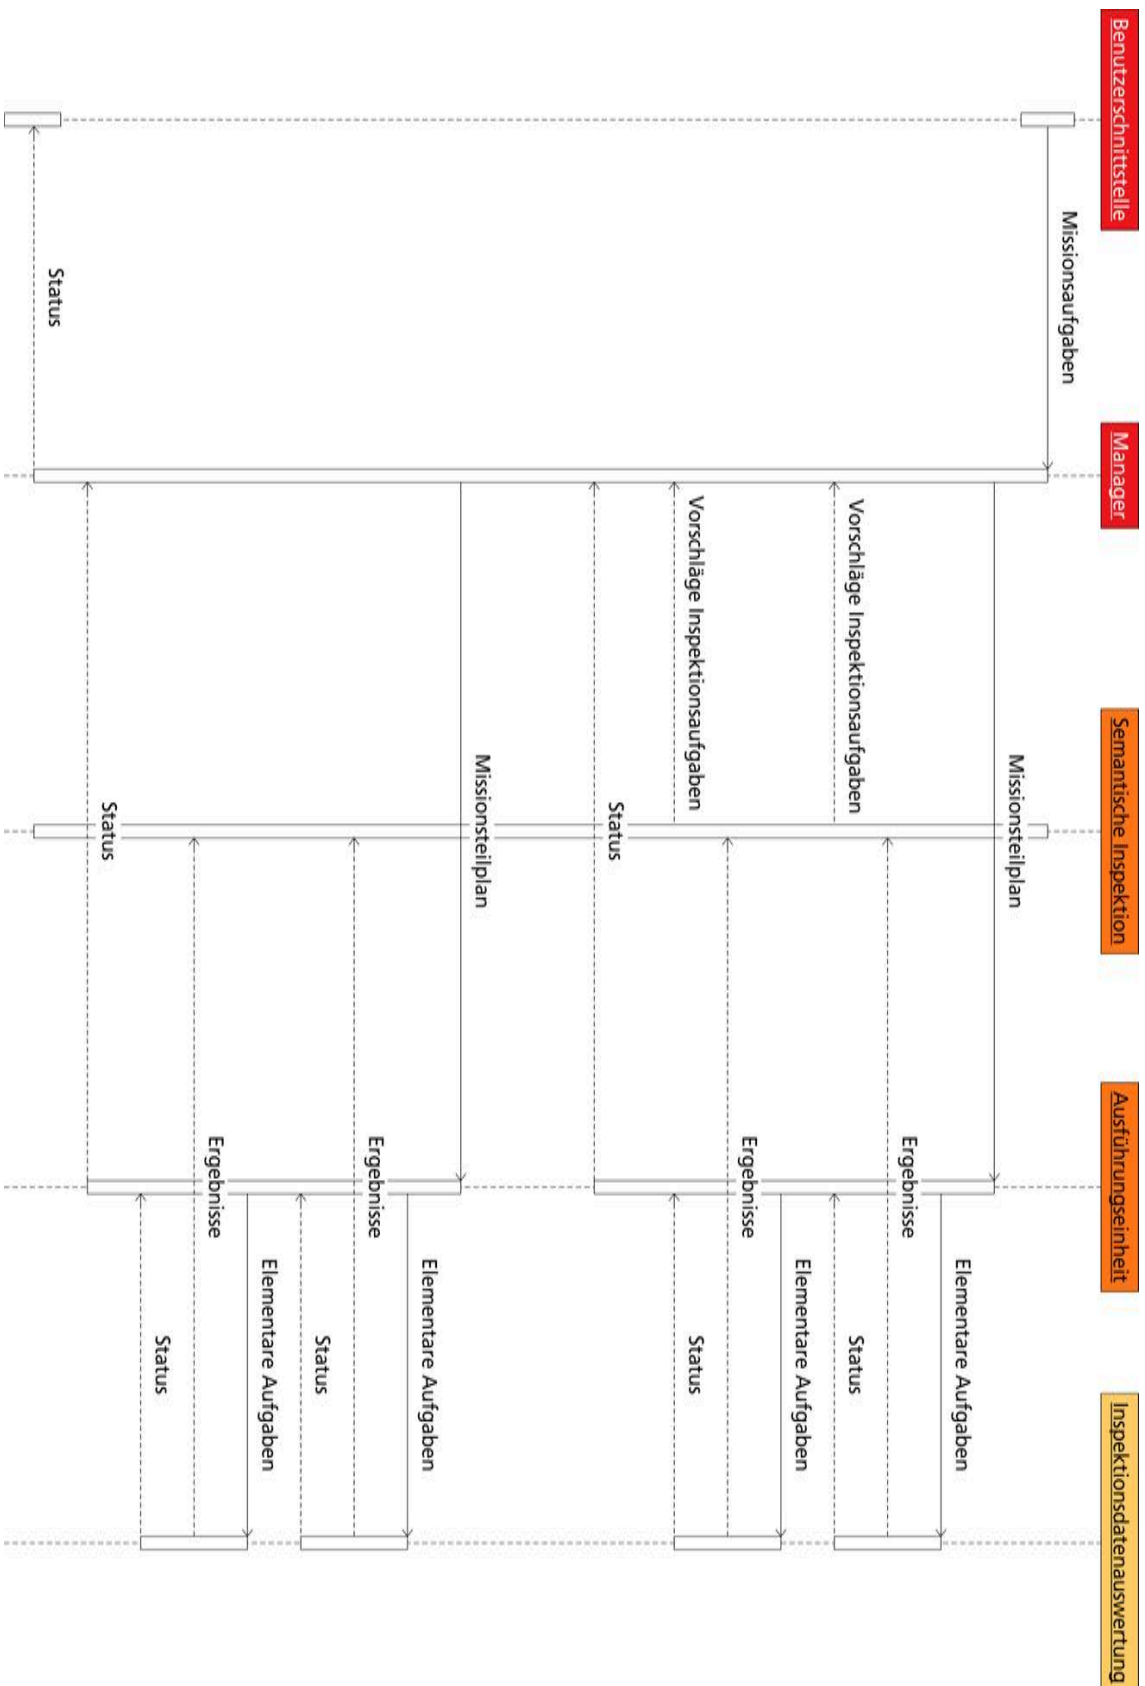 Benutzerschnittstelle
Manager
Semantische Inspektion
Ausführungseinheit
Inspektionsdatenauswertung
Missionsaufgaben
Missionsteilplan
Elementare Aufgaben
Ergebnisse
Vorschläge Inspektionsaufgaben
Status
Elementare Aufgaben
Ergebnisse
Vorschläge Inspektionsaufgaben
Status
Status
Missionsteilplan
Elementare Aufgaben
Ergebnisse
Status
Elementare Aufgaben
Ergebnisse
Status
Status
Status